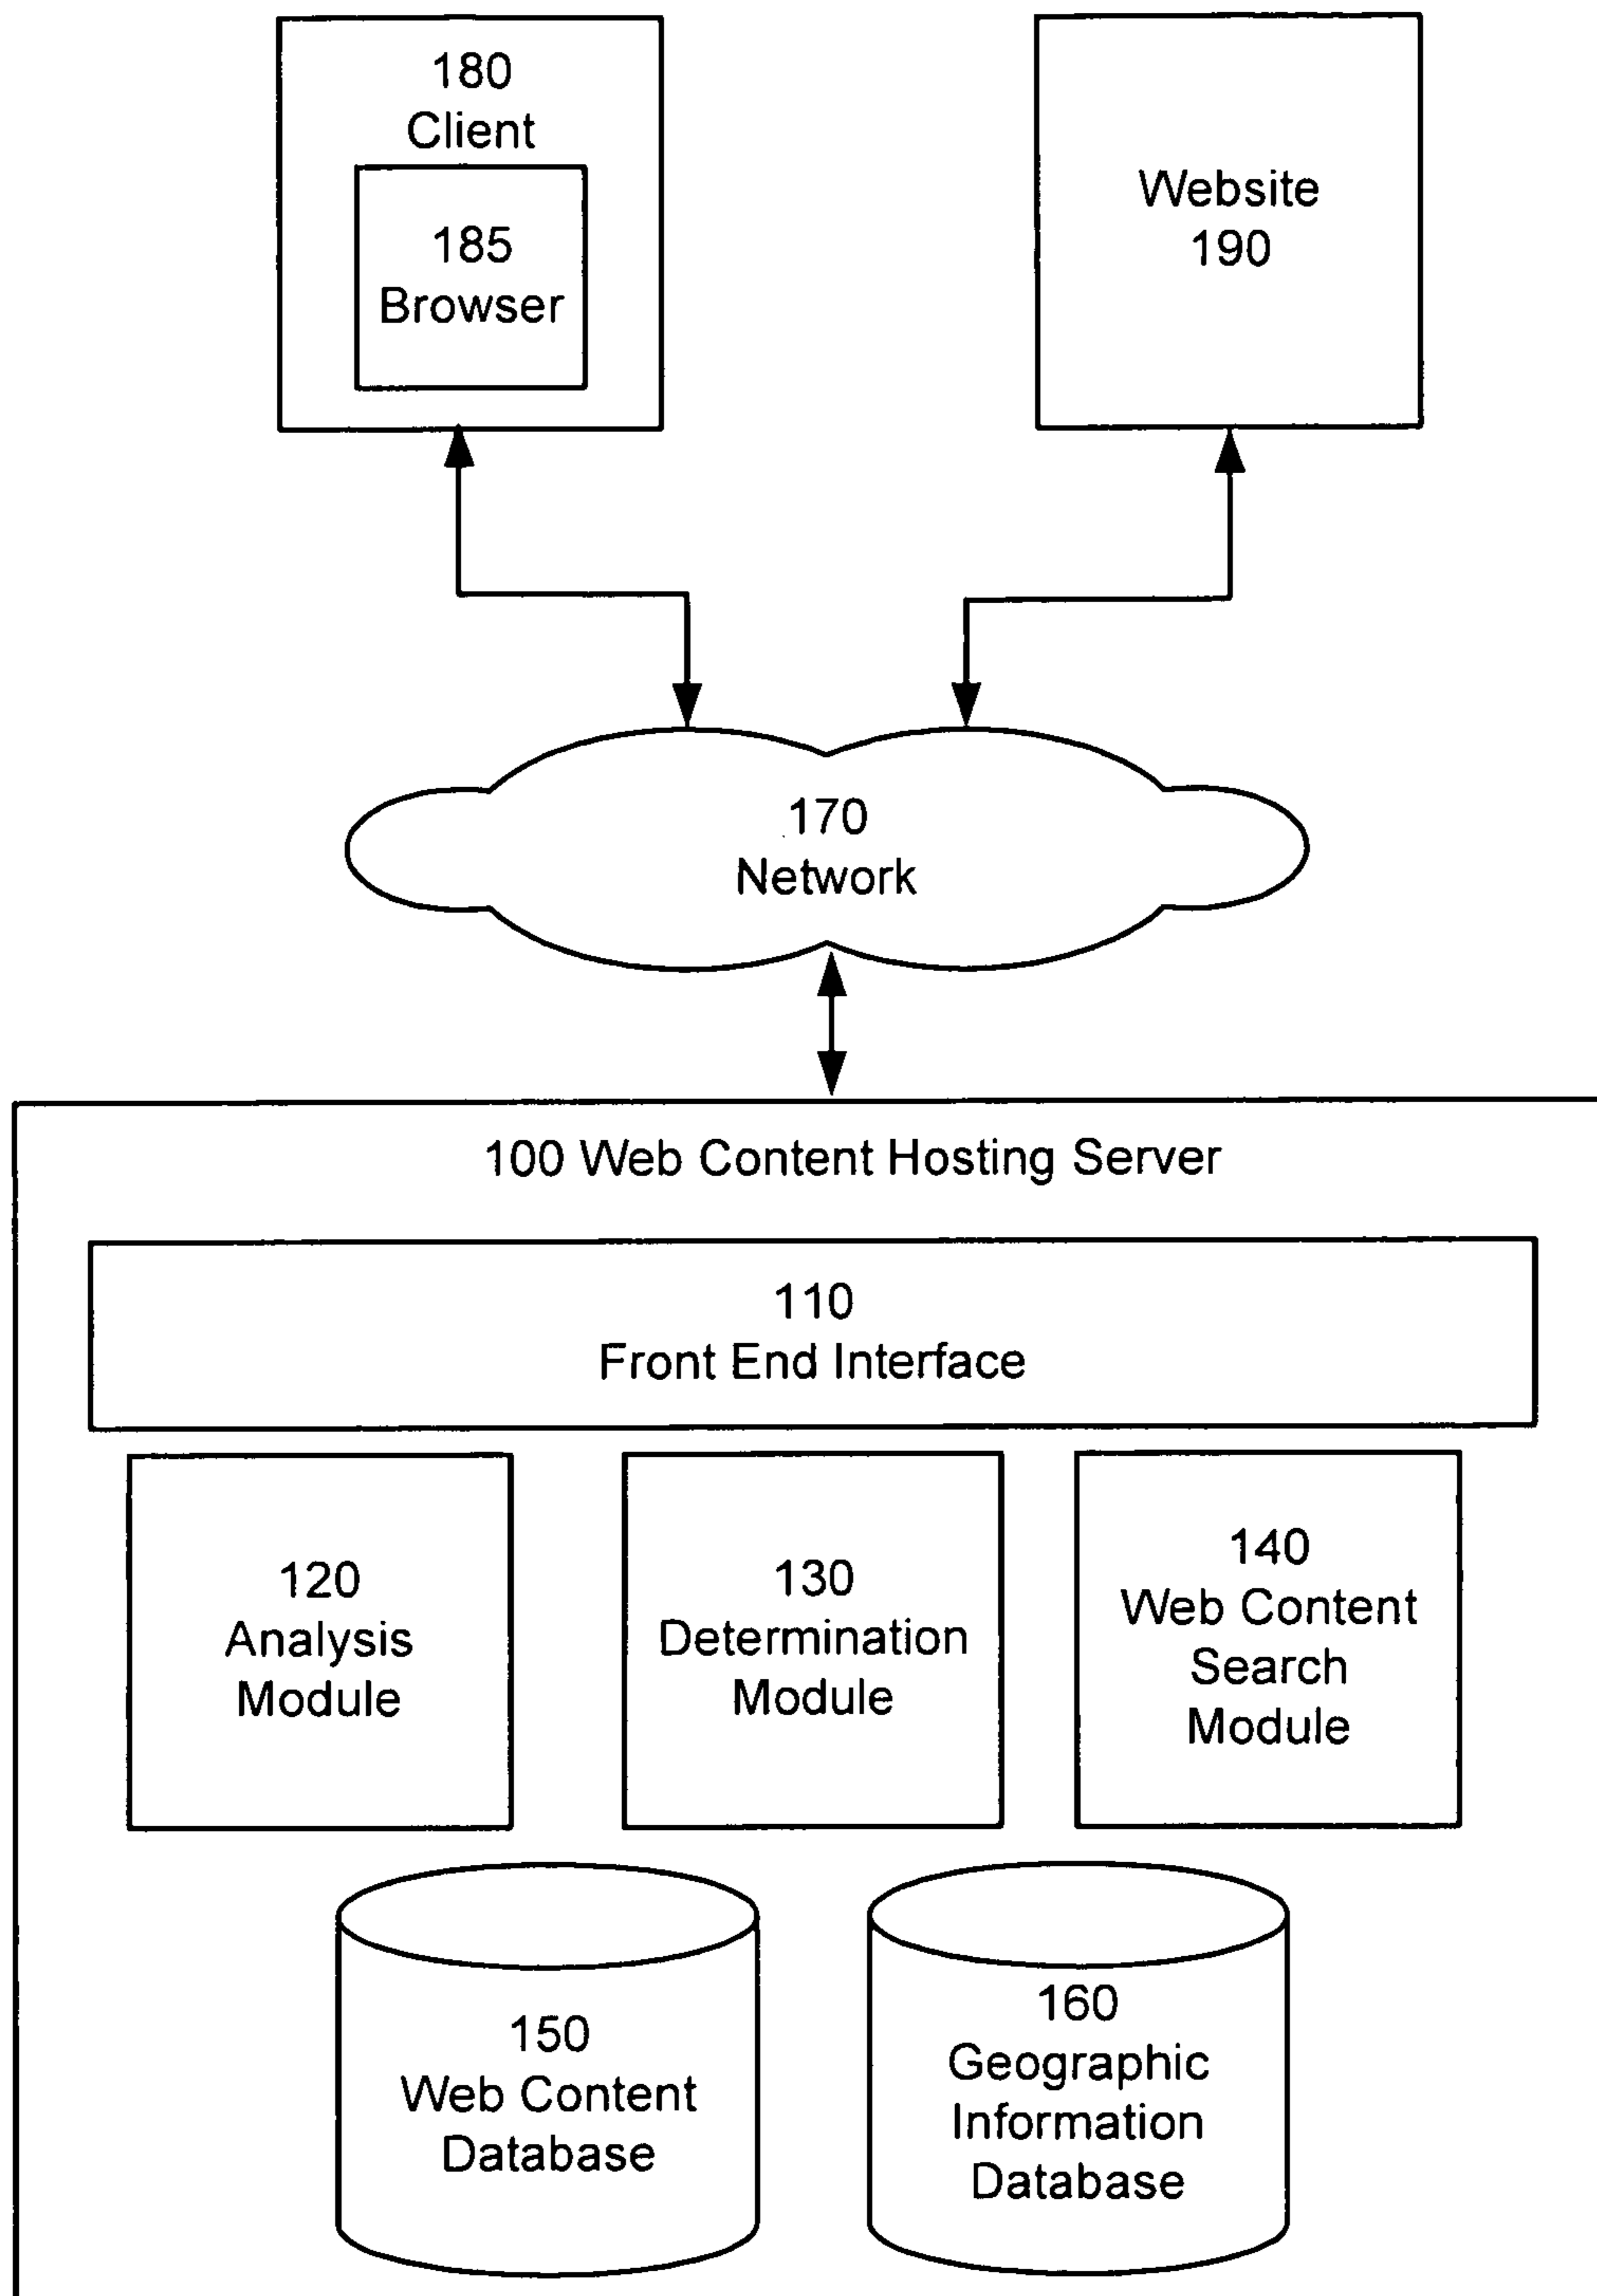 180
Client
185
Browser
Website
190
170
Network
100 Web Content Hosting Server
110
Front End Interface
120
Analysis
Module
130
Determination
Module
140
Web Content
Search
Module
150
Web Content
Database
160
Geographic
Information
Database